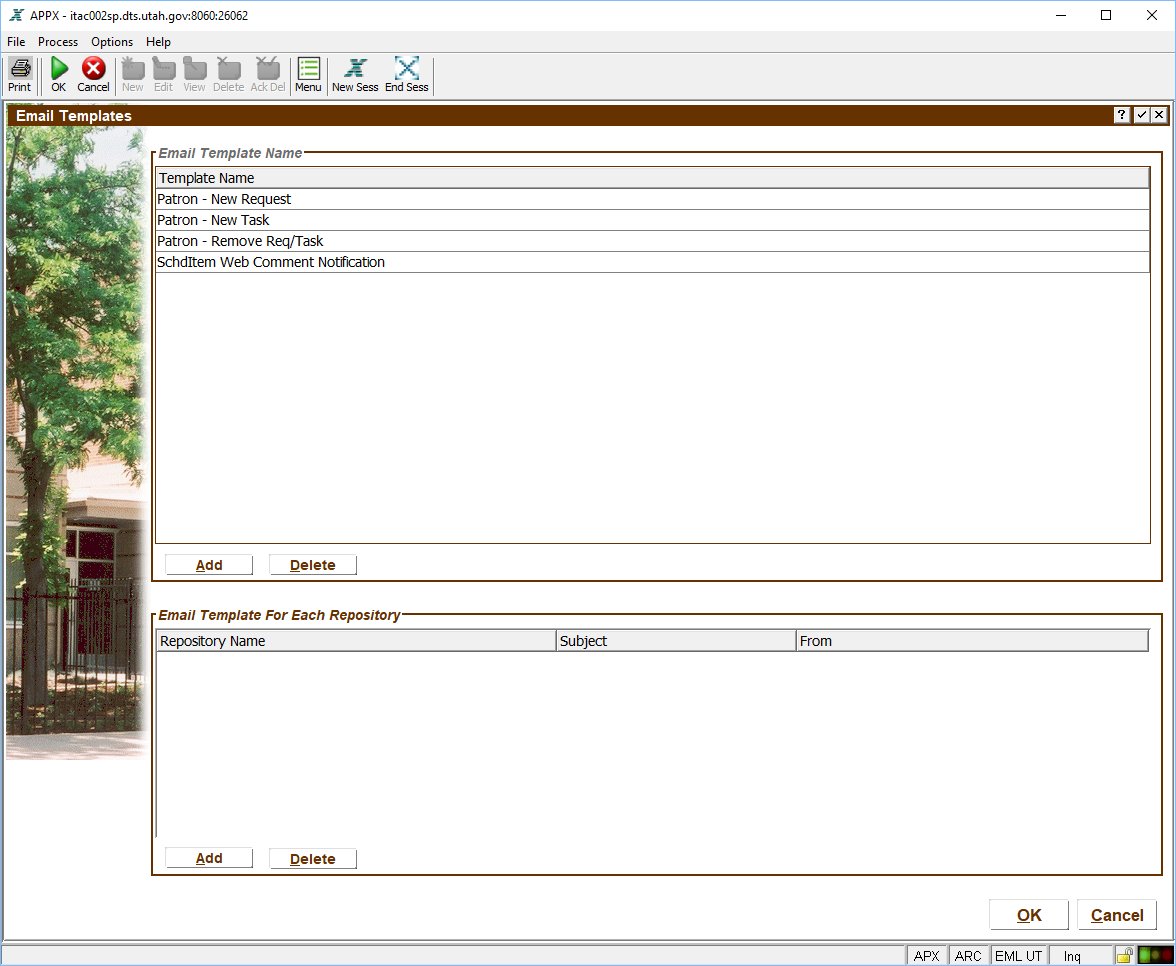 APPX - itac002sp.dts.utah.gov:8060:26062
File Process Options Help
Print OK Cancel New Edit View Delete Ack Del Menu New Sess End Sess
Email Templates
Email Template Name
Template Name
Patron - New Request
Patron - New Task
Patron - Remove Req/Task
SchdItem Web Comment Notification
Add Delete
Email Template For Each Repository
Repository Name Subject From
Add Delete
OK Cancel
APX ARC EML UT Inq